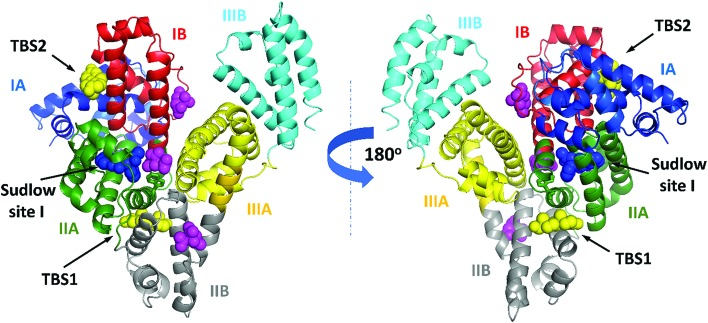 IIIB
IB
TBS2
IA
Sudlow
site I
IIA
IIIA
TBS1
IIB
180º
IIIB
IB
TBS2
IA
Sudlow
site I
IIIA
IIA
TBS1
IIB